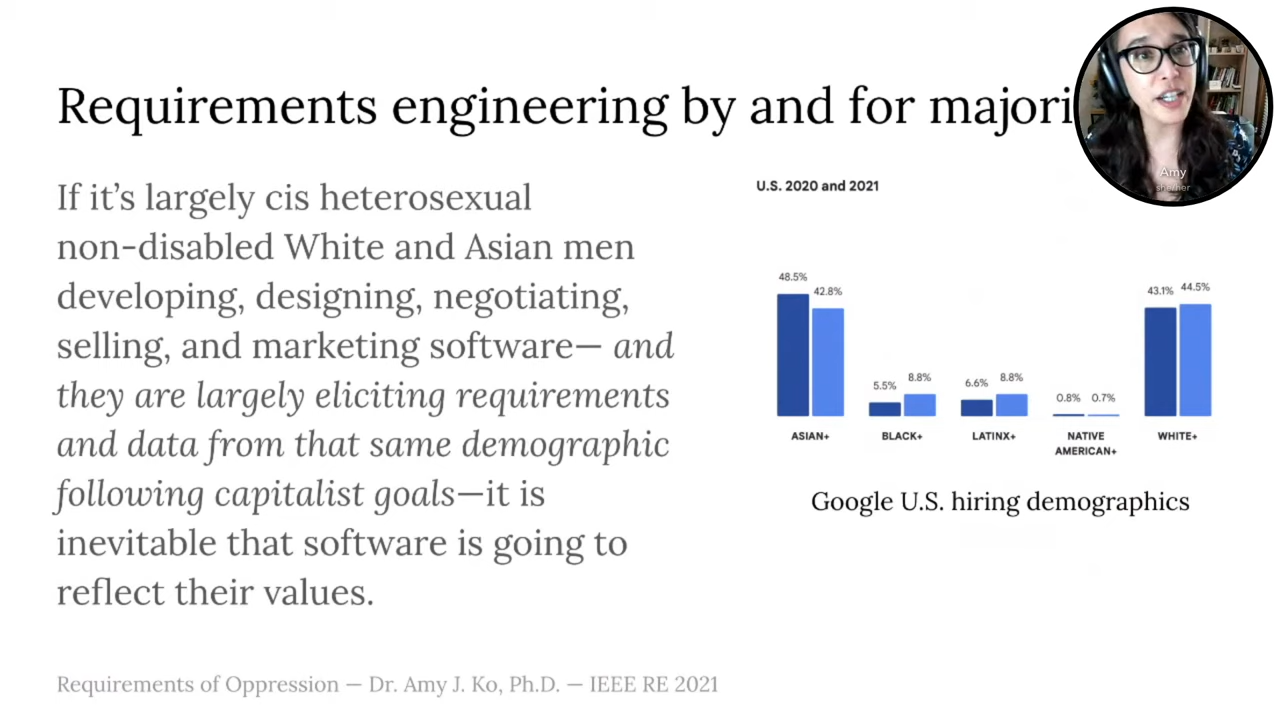 Requirements engineering by and for majori
Amy
she/her
If it’s largely cis heterosexual
non-disabled White and Asian men
developing, designing, negotiating,
selling, and marketing software— and
they are largely eliciting requirements
and data from that same demographic
following capitalist goals—it is
inevitable that software is going to
reflect their values.
U.S. 2020 and 2021
48.5% 42.8% 5.5% 8.8% 6.6% 8.8% 0.8% 0.7% 43.1% 44.5%
ASIAN+ BLACK+ LATINX+ NATIVE WHITE+
AMERICAN+
Google U.S. hiring demographics
Requirements of Oppression — Dr. Amy J. Ko, Ph.D. — IEEE RE 2021